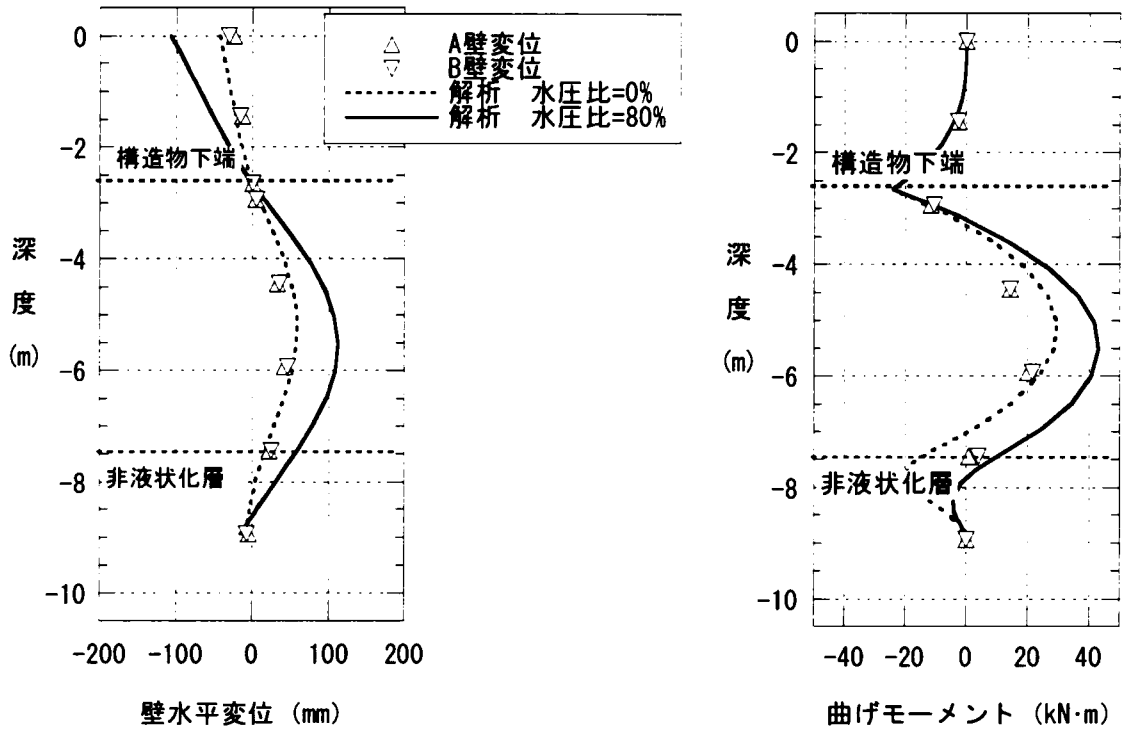 A壁変位
B壁変位
解析 水圧比=0%
解析 水圧比=80%
0
-2
-4
-6
-8
-10
深
度
(m)
構造物下端
非液状化層
-200 -100 0 100 200
壁水平変位 (mm)
0
-2
-4
-6
-8
-10
深
度
(m)
構造物下端
非液状化層
-40 -20 0 20 40
曲げモーメント (kN·m)